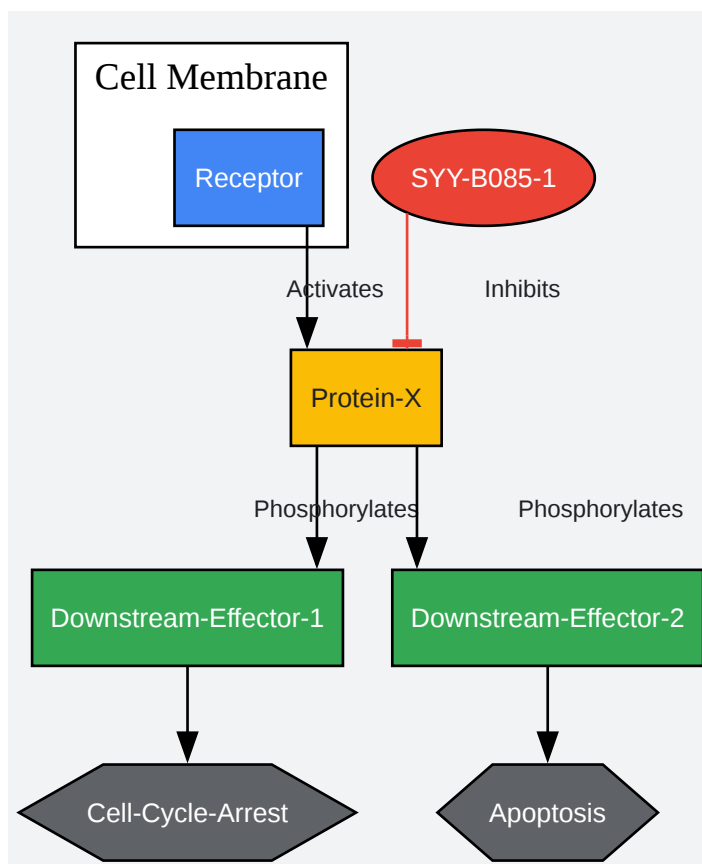 Cell Membrane
Receptor
SYY-B085-1
Activates
Inhibits
Protein-X
Phosphorylates
Phosphorylates
Downstream-Effector-1
Downstream-Effector-2
Cell-Cycle-Arrest
Apoptosis